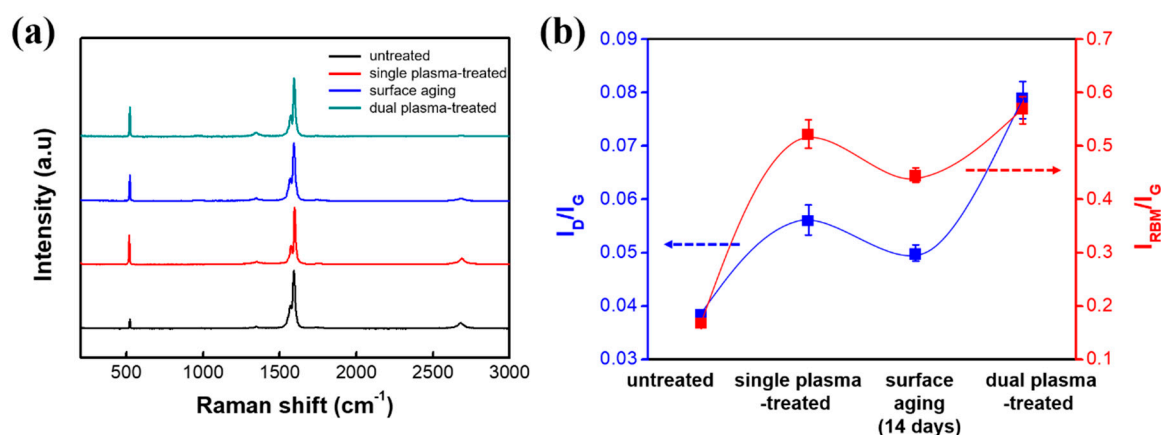 (a)
untreated
single plasma-treated
surface aging
dual plasma-treated
Intensity (a.u)
500 1000 1500 2000 2500 3000
Raman shift (cm⁻¹)
(b)
0.09
0.08
0.07
0.06
0.05
0.04
0.03
I_D/I_G
0.7
0.6
0.5
0.4
0.3
0.2
0.1
I_RBM/I_G
untreated
single plasma
-treated
surface
aging
(14 days)
dual plasma
-treated